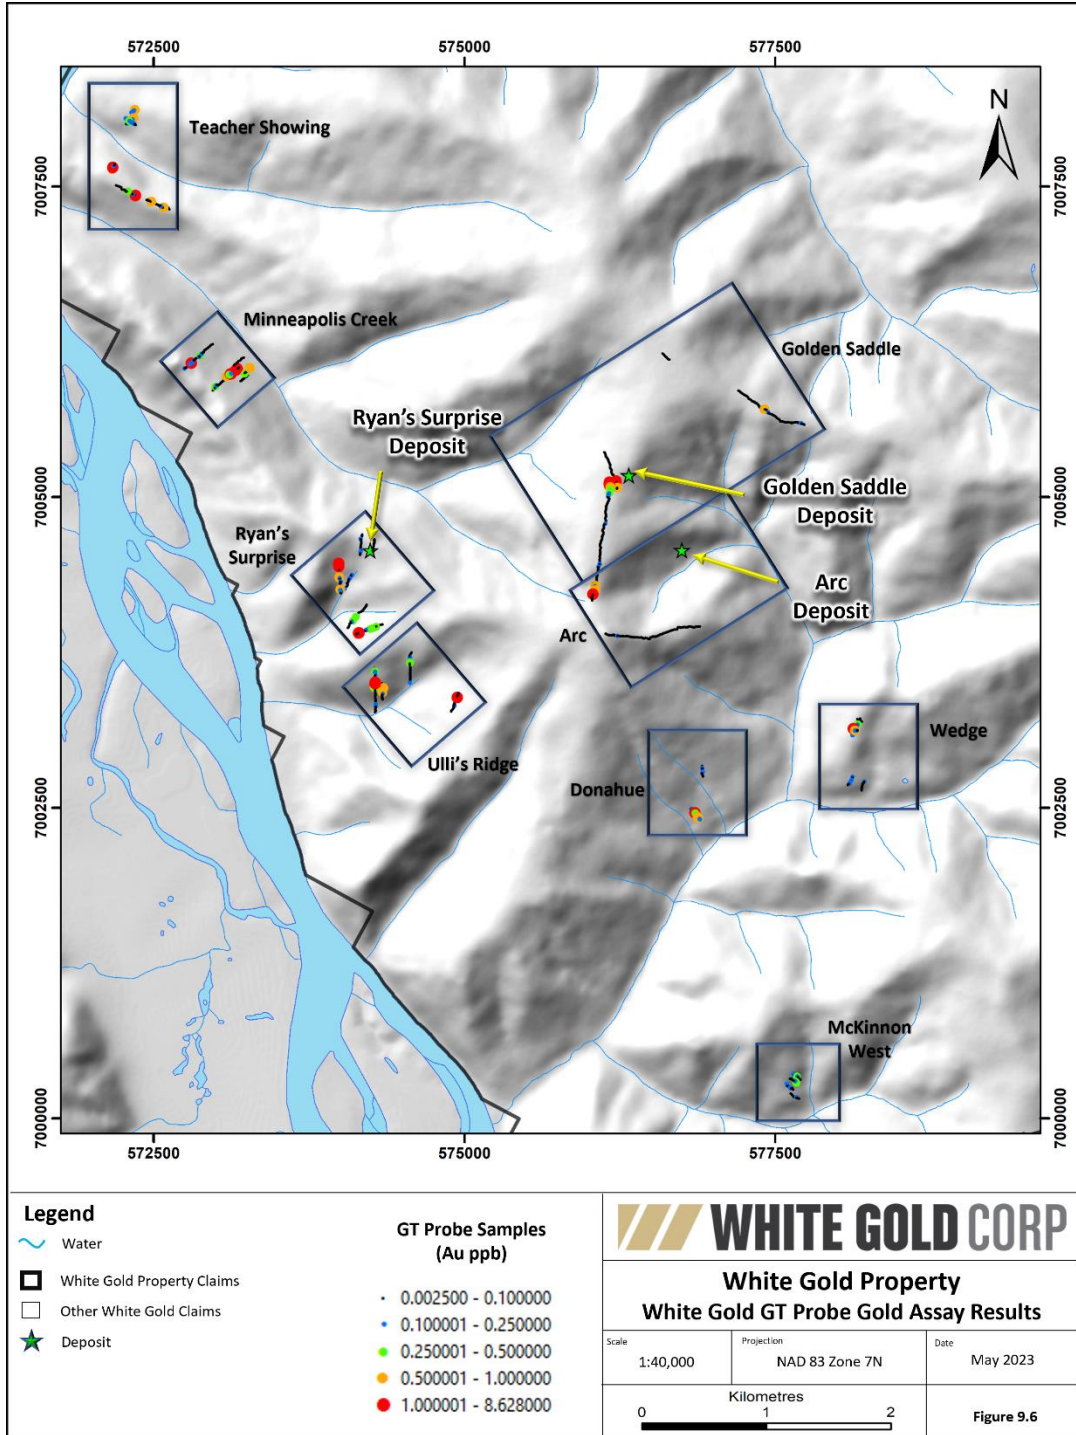 572500
575000
577500
N
Teacher Showing
7007500
7007500
Minneapolis Creek
Golden Saddle
Ryan's Surprise
Deposit
7005000
7005000
Golden Saddle
Deposit
Ryan's
Surprise
Arc
Deposit
Arc
Wedge
Ulli's Ridge
Donahue
7002500
7002500
McKinnon
West
7000000
7000000
572500
575000
577500
Legend
Water
White Gold Property Claims
Other White Gold Claims
Deposit
GT Probe Samples
(Au ppb)
0.002500 - 0.100000
0.100001 - 0.250000
0.250001 - 0.500000
0.500001 - 1.000000
1.000001 - 8.628000
WHITE GOLD CORP
White Gold Property
White Gold GT Probe Gold Assay Results
Scale
1:40,000
Projection
NAD 83 Zone 7N
Date
May 2023
Kilometres
0 1 2
Figure 9.6